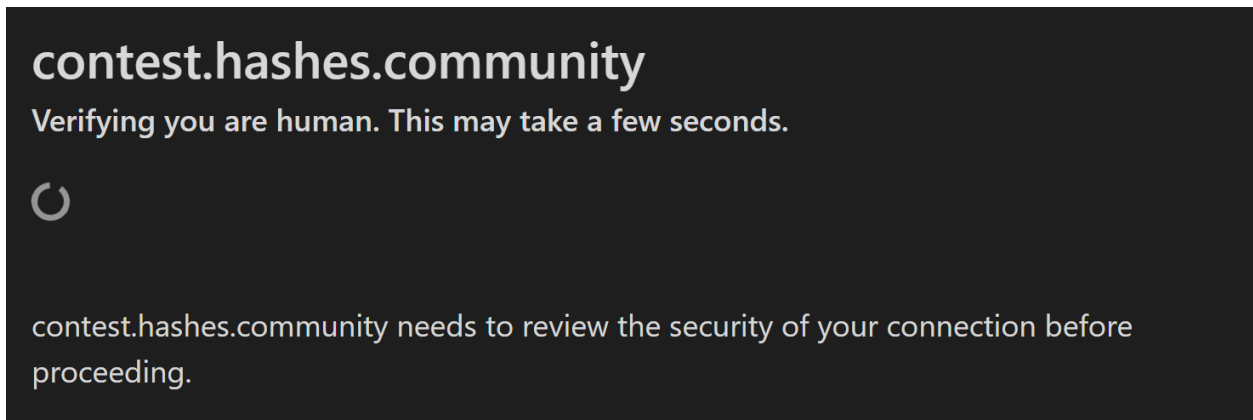 contest.hashes.community
Verifying you are human. This may take a few seconds.
contest.hashes.community needs to review the security of your connection before
proceeding.